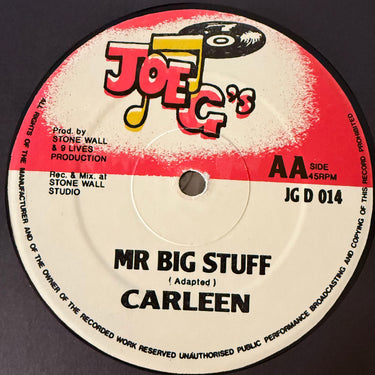 JOE G's
Prod. by
STONE WALL
& 9 LIVES
PRODUCTION
Rec. & Mix. at
STONE WALL
STUDIO
AA SIDE
45RPM
JG D 014
MR BIG STUFF
( Adapted )
CARLEEN
ALL RIGHTS OF THE MANUFACTURER AND OF THE OWNER OF THE RECORDED WORK RESERVED UNAUTHORISED PUBLIC PERFORMANCE BROADCASTING AND COPYING OF THIS RECORD PROHIBITED